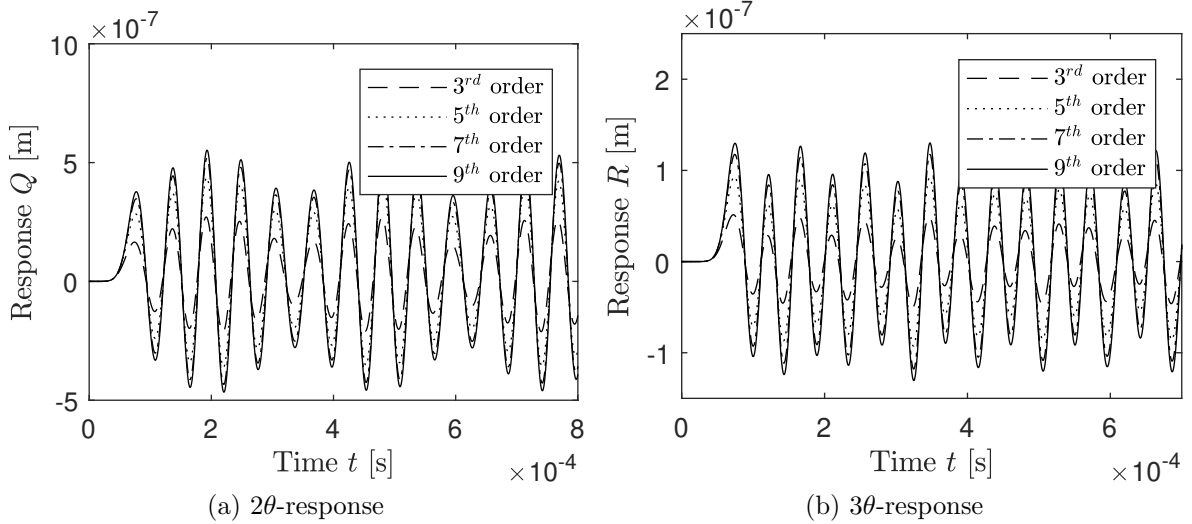 ×10⁻⁷
10
5
0
-5
Response Q [m]
3ʳᵈ order
5ᵗʰ order
7ᵗʰ order
9ᵗʰ order
0 2 4 6 8
Time t [s]
×10⁻⁴
(a) 2θ-response
×10⁻⁷
2
1
0
-1
Response R [m]
3ʳᵈ order
5ᵗʰ order
7ᵗʰ order
9ᵗʰ order
0 2 4 6
Time t [s]
×10⁻⁴
(b) 3θ-response